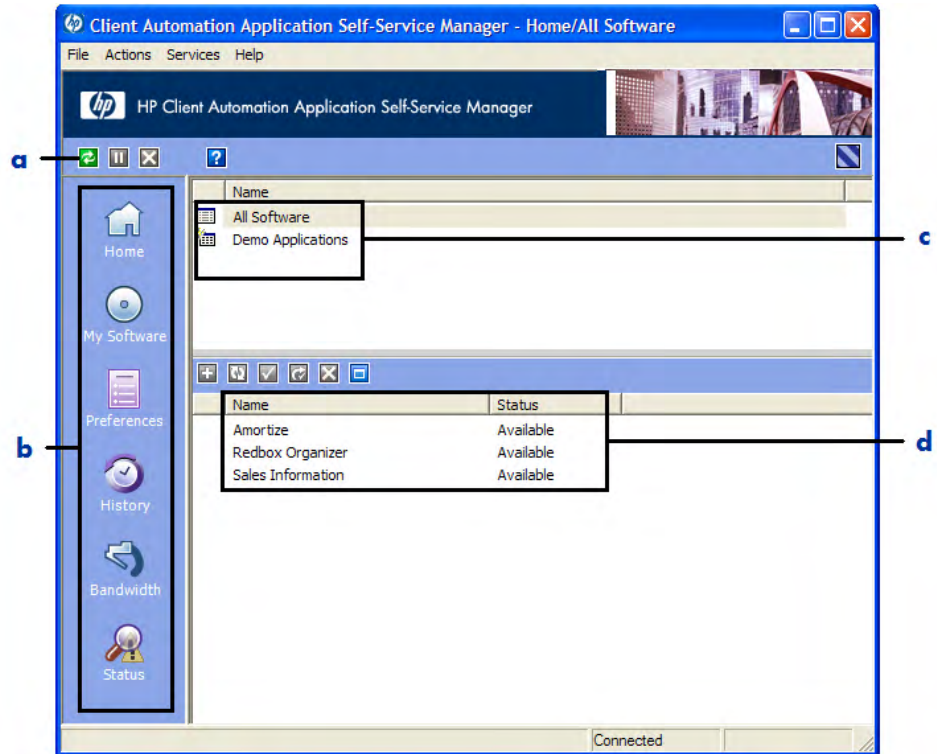 Client Automation Application Self-Service Manager - Home/All Software
File Actions Services Help
hp HP Client Automation Application Self-Service Manager
a
?
Name
All Software
Demo Applications
c
Home
My Software
Preferences
History
Bandwidth
Status
b
Name Status
Amortize Available
Redbox Organizer Available
Sales Information Available
d
Connected